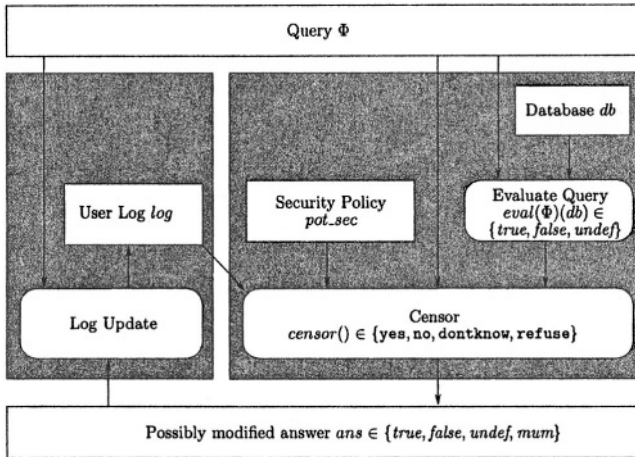 Query Φ
Database db
User Log log
Security Policy
pot_sec
Evaluate Query
eval(Φ)(db) ∈
{true, false, undef}
Log Update
Censor
censor() ∈ {yes, no, dontknow, refuse}
Possibly modified answer ans ∈ {true, false, undef, mum}